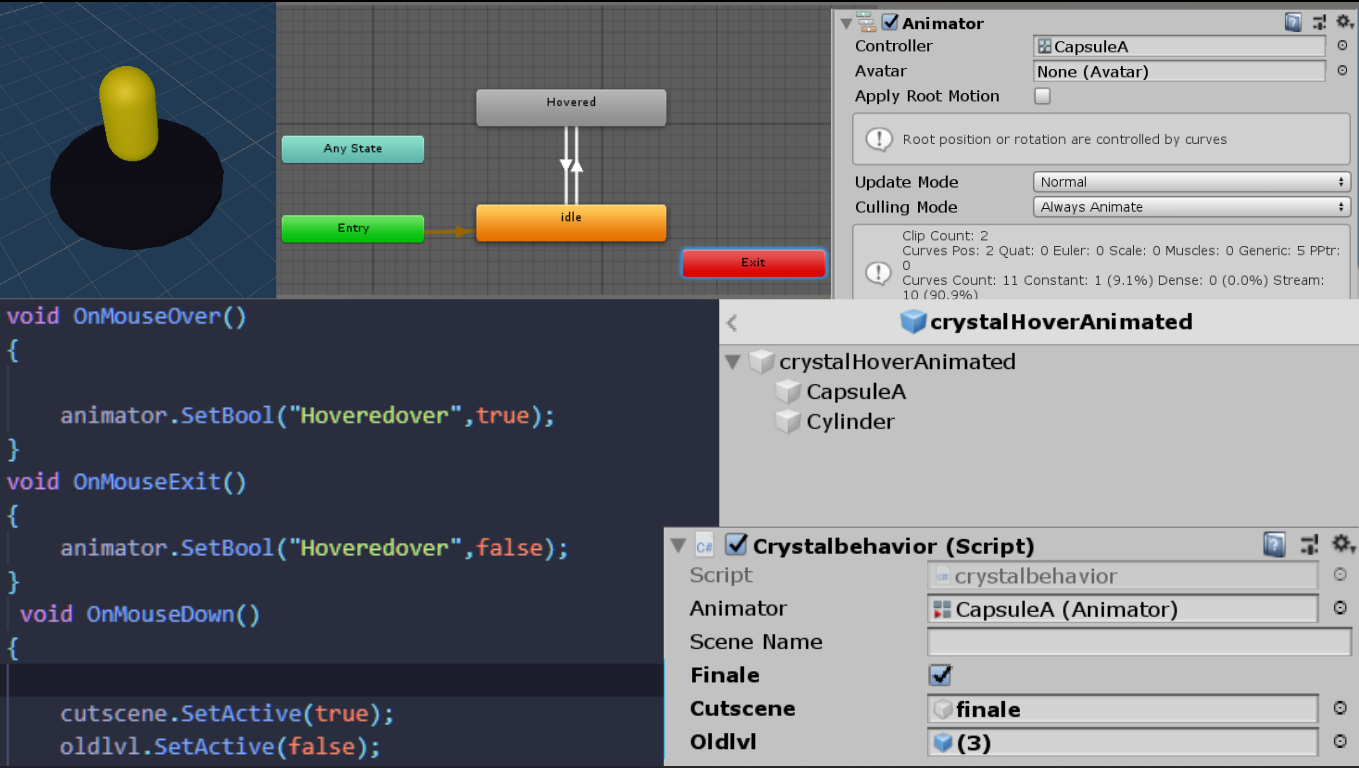 Hovered
Any State
idle
Entry
Exit
Animator
Controller
CapsuleA
Avatar
None (Avatar)
Apply Root Motion
Root position or rotation are controlled by curves
Update Mode
Normal
Culling Mode
Always Animate
Clip Count: 2
Curves Pos: 2 Quat: 0 Euler: 0 Scale: 0 Muscles: 0 Generic: 5 PPtr:
0
Curves Count: 11 Constant: 1 (9.1%) Dense: 0 (0.0%) Stream:
10 (90.9%)
void OnMouseOver()
{
animator.SetBool("Hoveredover",true);
}
void OnMouseExit()
{
animator.SetBool("Hoveredover",false);
}
void OnMouseDown()
{
cutscene.SetActive(true);
oldlvl.SetActive(false);
crystalHoverAnimated
crystalHoverAnimated
CapsuleA
Cylinder
C#
Crystalbehavior (Script)
Script
crystalbehavior
Animator
CapsuleA (Animator)
Scene Name
Finale
Cutscene
finale
Oldlvl
(3)